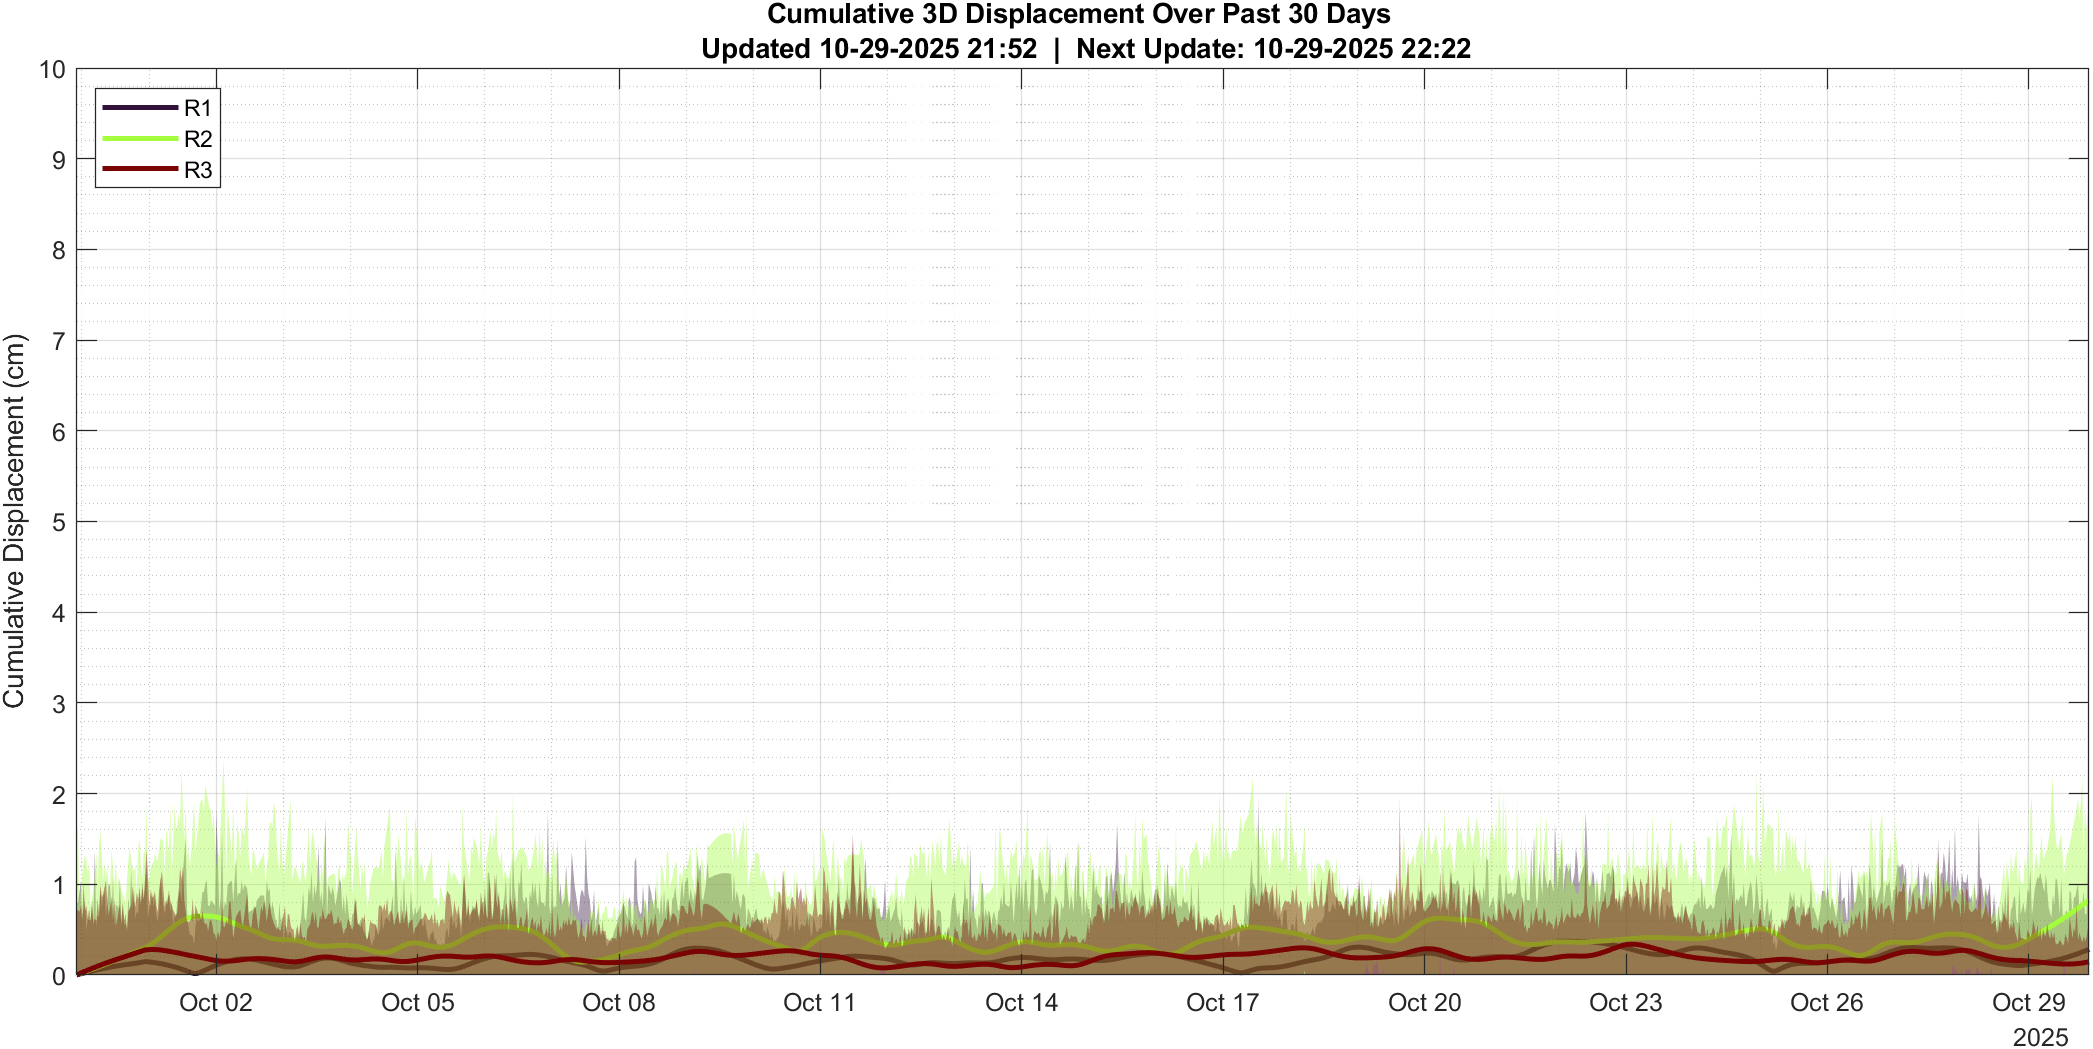 Cumulative 3D Displacement Over Past 30 Days
Updated 10-29-2025 21:52 | Next Update: 10-29-2025 22:22
Cumulative Displacement (cm)
10
9
8
7
6
5
4
3
2
1
0
R1
R2
R3
Oct 02 Oct 05 Oct 08 Oct 11 Oct 14 Oct 17 Oct 20 Oct 23 Oct 26 Oct 29
2025